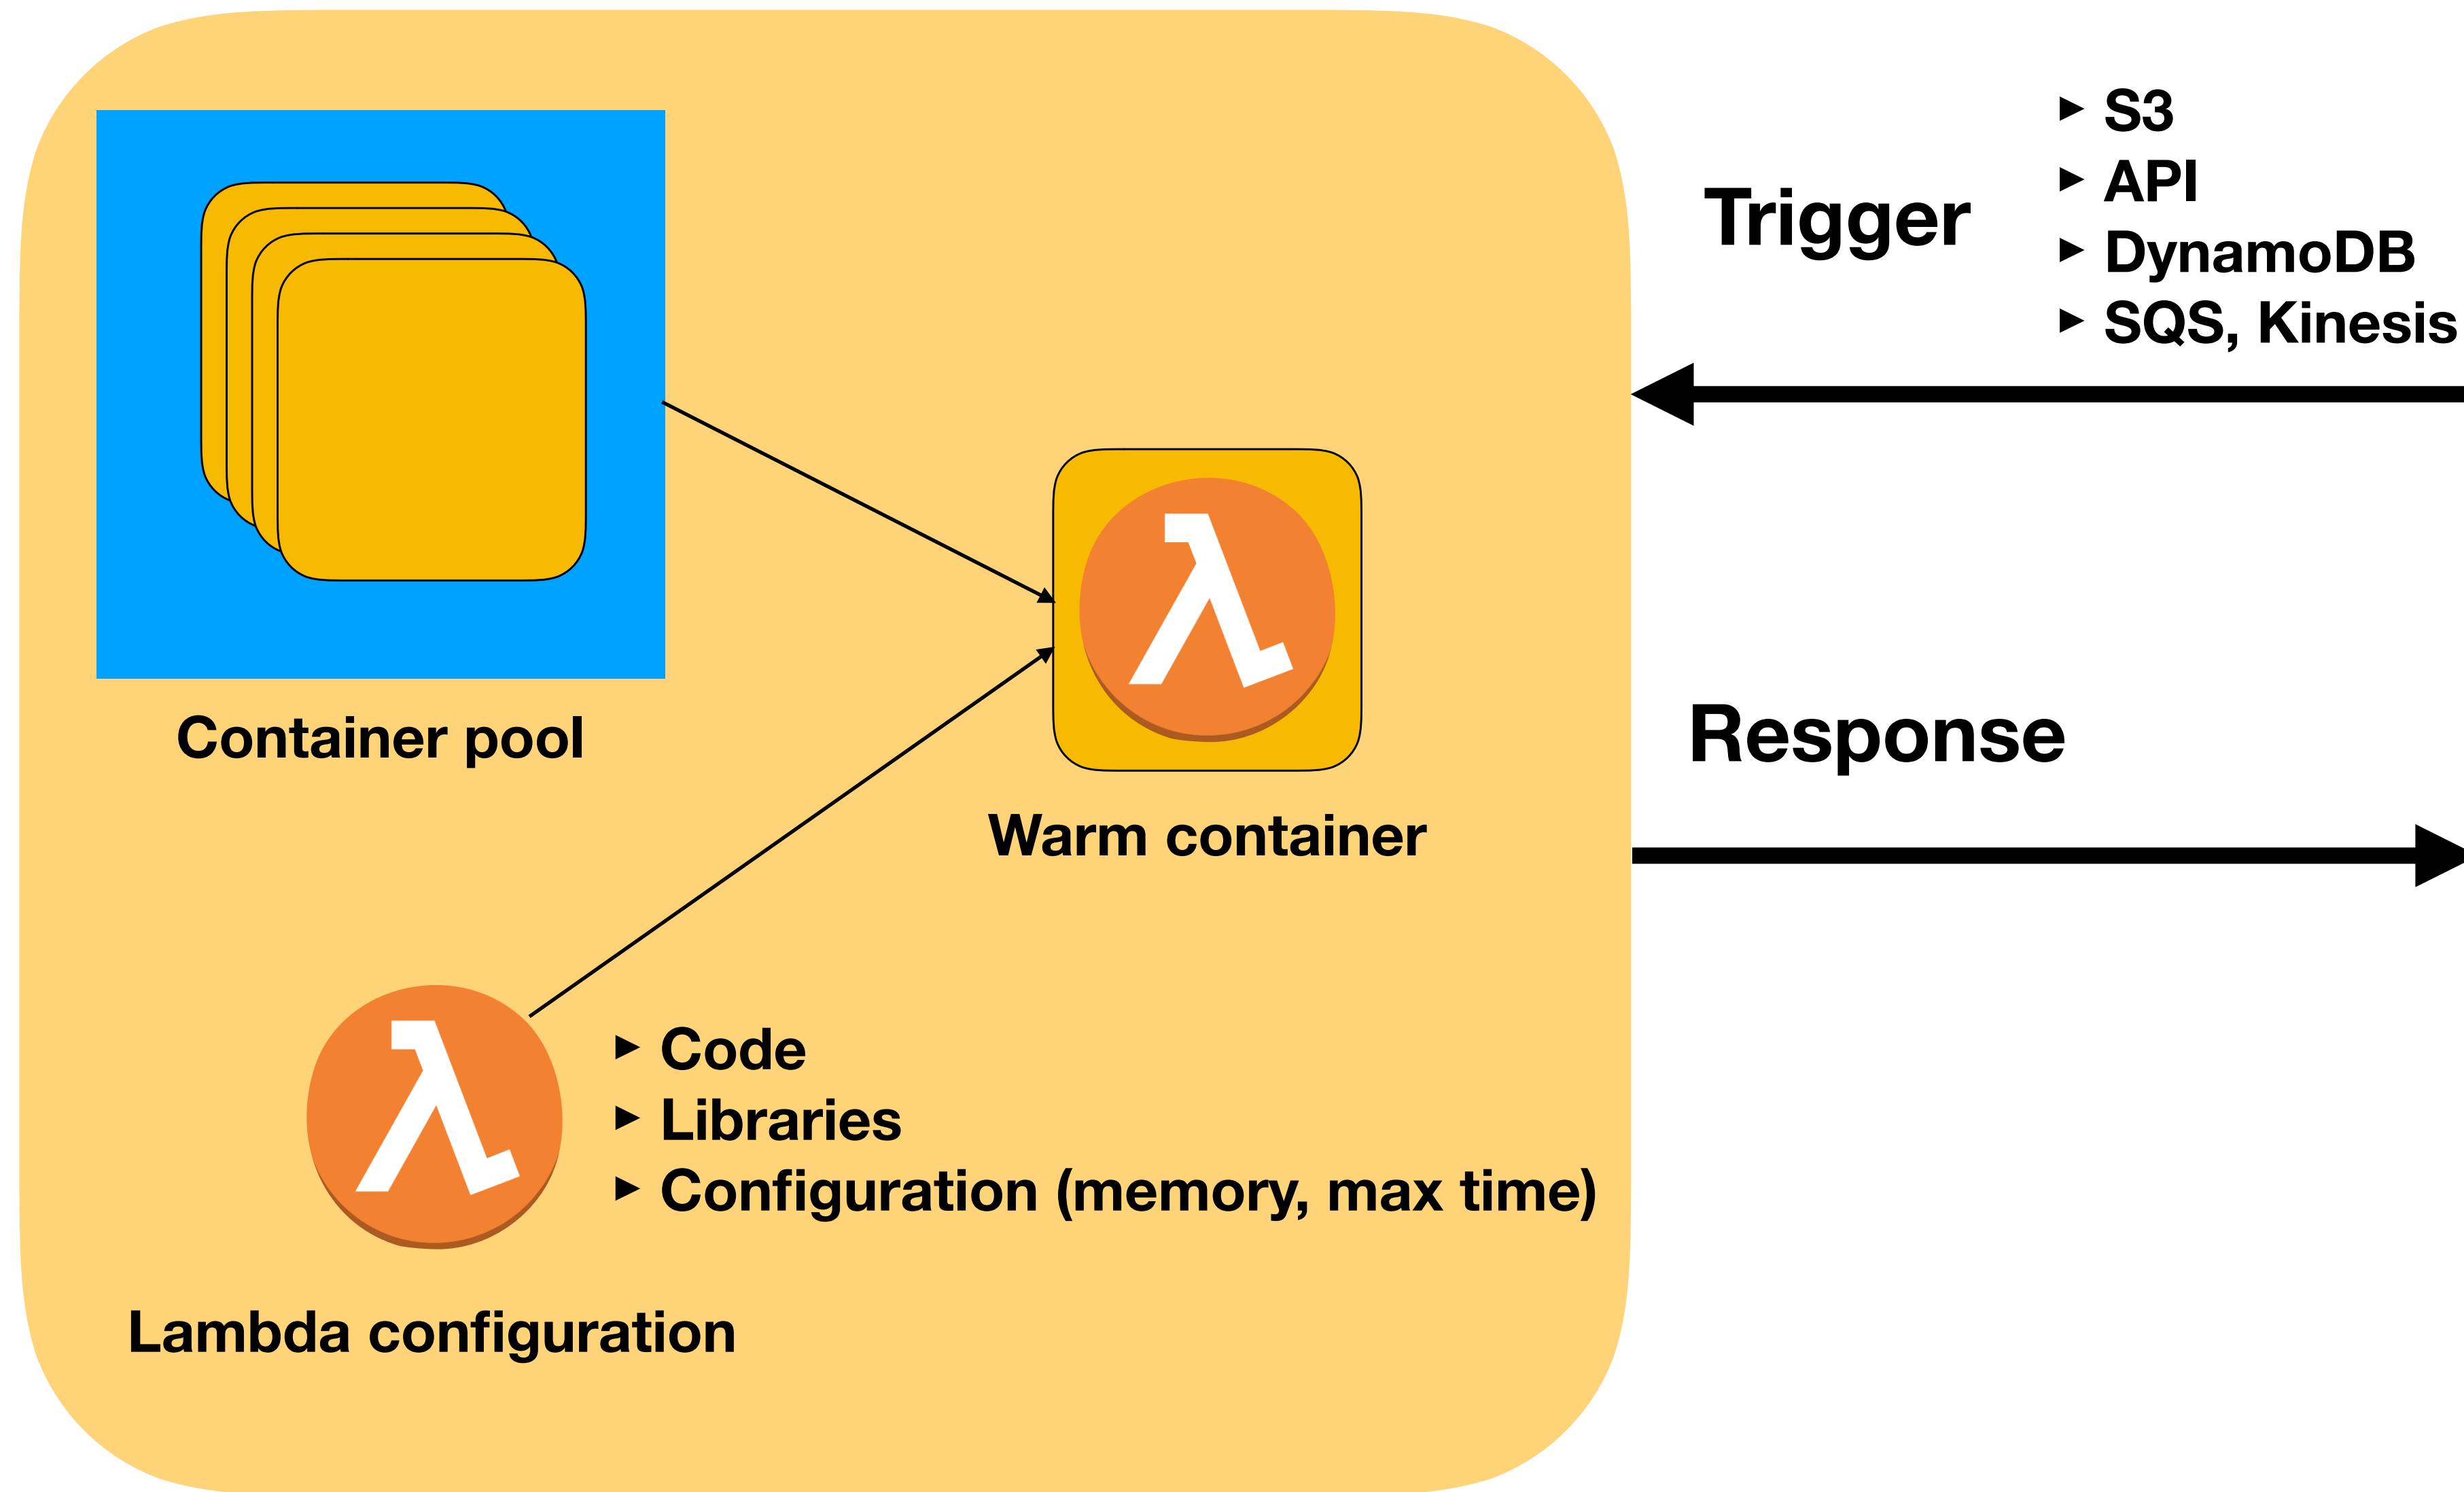 Trigger
► S3
► API
► DynamoDB
► SQS, Kinesis
Container pool
Response
Warm container
► Code
► Libraries
► Configuration (memory, max time)
Lambda configuration